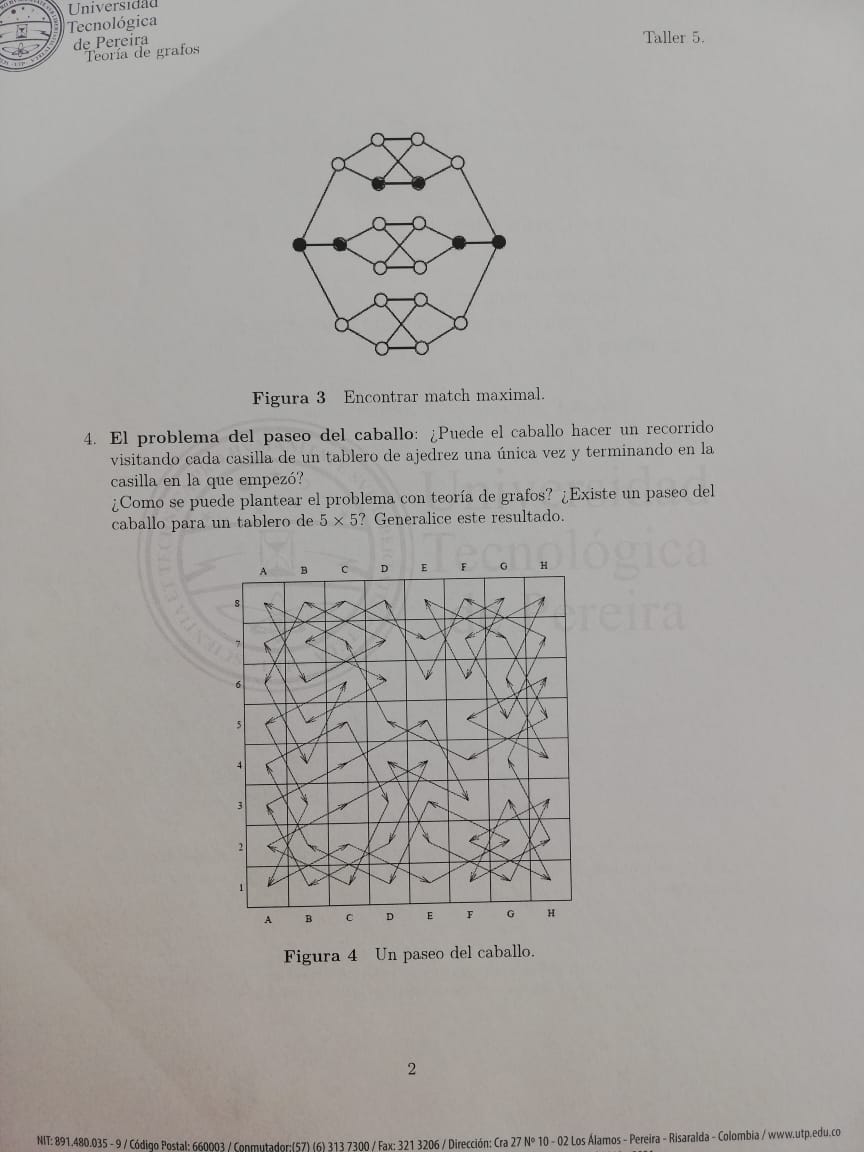 Universidad
Tecnológica
de Pereira
Teoría de grafos
Taller 5.
Figura 3 Encontrar match maximal.
4. El problema del paseo del caballo: ¿Puede el caballo hacer un recorrido
visitando cada casilla de un tablero de ajedrez una única vez y terminando en la
casilla en la que empezó?
¿Como se puede plantear el problema con teoría de grafos? ¿Existe un paseo del
caballo para un tablero de 5 × 5? Generalice este resultado.
Universidad
Tecnológica
de Pereira
A B C D E F G H
8
7
6
5
4
3
2
1
A B C D E F G H
Figura 4 Un paseo del caballo.
2
NIT: 891.480.035 - 9 / Código Postal: 660003 / Conmutador:(57) (6) 313 7300 / Fax: 321 3206 / Dirección: Cra 27 Nº 10 - 02 Los Álamos - Pereira - Risaralda - Colombia / www.utp.edu.co